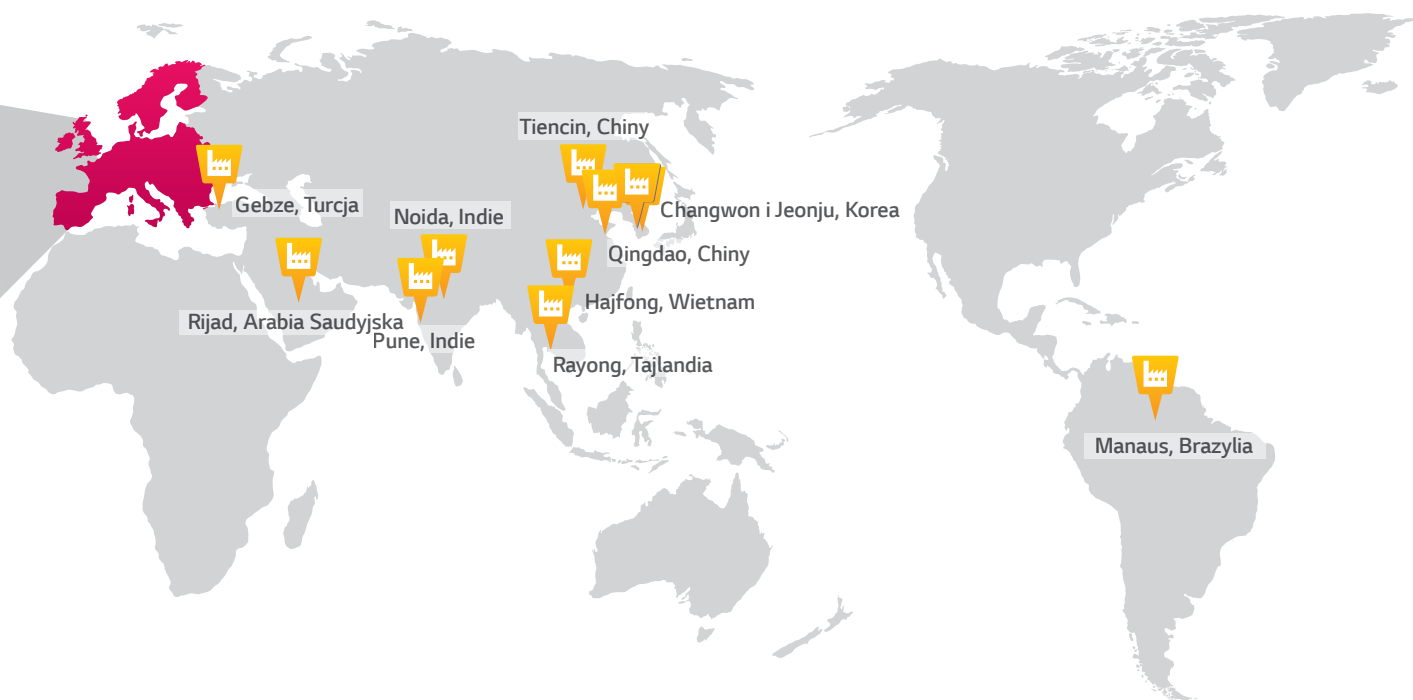 Tiencin, Chiny
Gebze, Turcja
Noida, Indie
Changwon i Jeonju, Korea
Qingdao, Chiny
Hajfong, Wietnam
Rijad, Arabia Saudyjska
Pune, Indie
Rayong, Tajlandia
Manaus, Brazylia